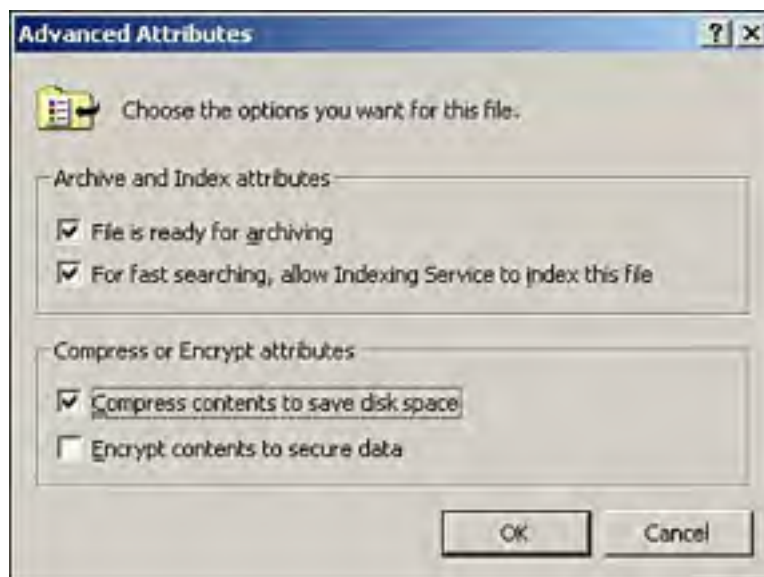 Advanced Attributes
Choose the options you want for this file.
Archive and Index attributes
File is ready for archiving
For fast searching, allow Indexing Service to index this file
Compress or Encrypt attributes
Compress contents to save disk space
Encrypt contents to secure data
OK Cancel